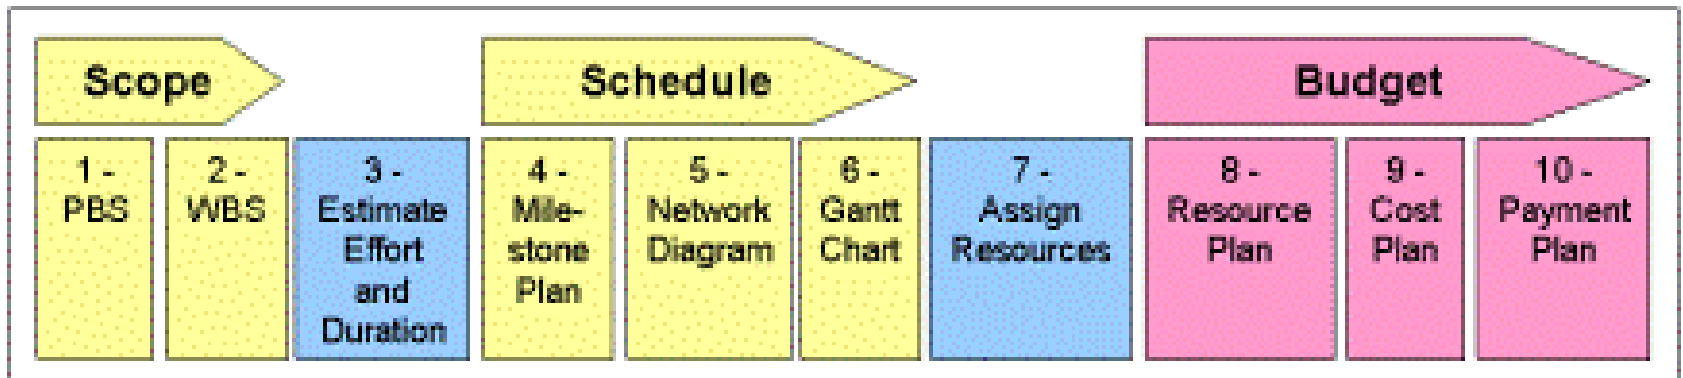 Scope
Schedule
Budget
1 -
PBS
2 -
WBS
3 -
Estimate
Effort
and
Duration
4 -
Mile-
stone
Plan
5 -
Network
Diagram
6 -
Gantt
Chart
7 -
Assign
Resources
8 -
Resource
Plan
9 -
Cost
Plan
10 -
Payment
Plan